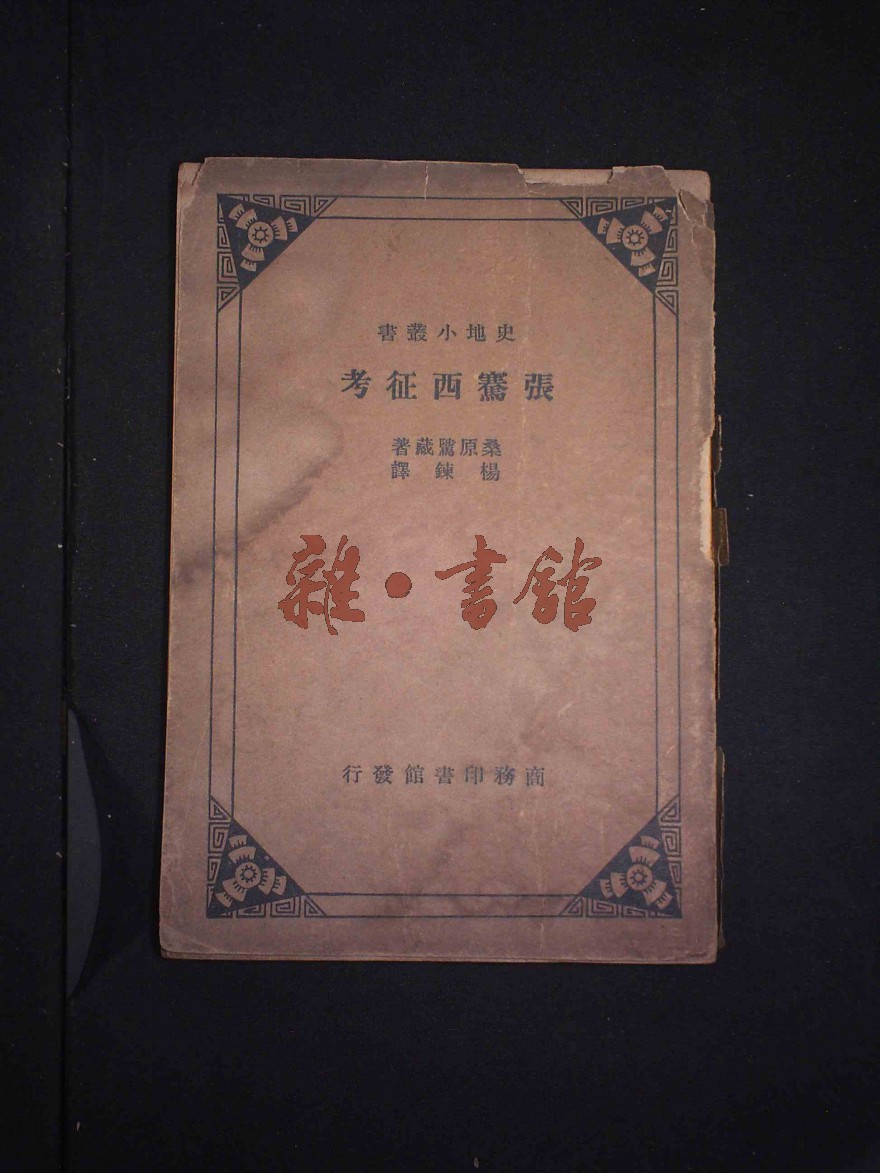 史地小叢書
張騫西征考
桑原隲藏著
楊鍊譯
雜·書館
商務印書館發行